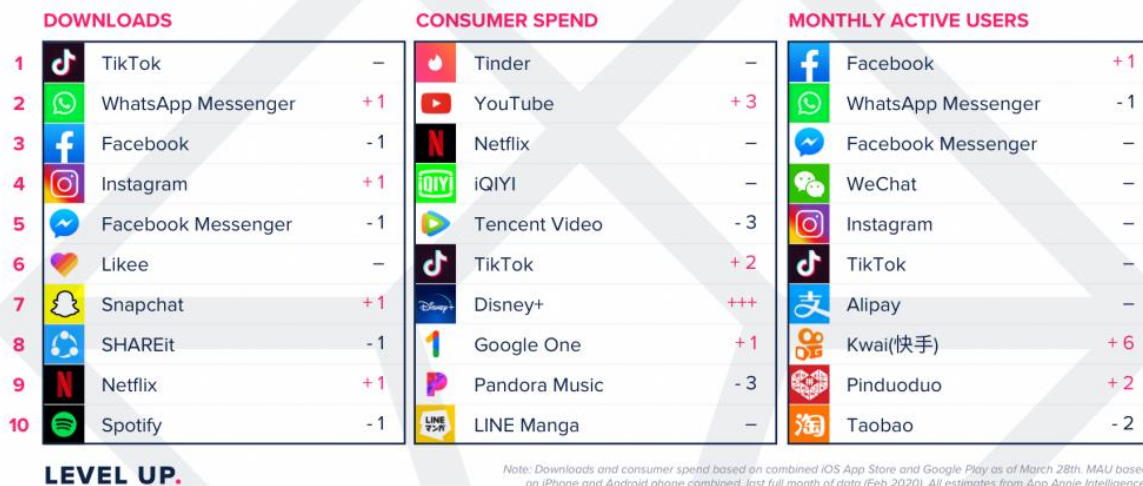 DOWNLOADS CONSUMER SPEND MONTHLY ACTIVE USERS
1 TikTok – Tinder – Facebook +1
2 WhatsApp Messenger +1 YouTube +3 WhatsApp Messenger -1
3 Facebook -1 Netflix – Facebook Messenger –
4 Instagram +1 iQIYI – WeChat –
5 Facebook Messenger -1 Tencent Video -3 Instagram –
6 Likee – TikTok +2 TikTok –
7 Snapchat +1 Disney+ +++ Alipay –
8 SHAREit -1 Google One +1 Kwai(快手) +6
9 Netflix +1 Pandora Music -3 Pinduoduo +2
10 Spotify -1 LINE Manga – Taobao -2
LEVEL UP.
Note: Downloads and consumer spend based on combined iOS App Store and Google Play as of March 28th. MAU based
on iPhone and Android phone combined, last full month of data (Feb 2020). All estimates from App Annie Intelligence